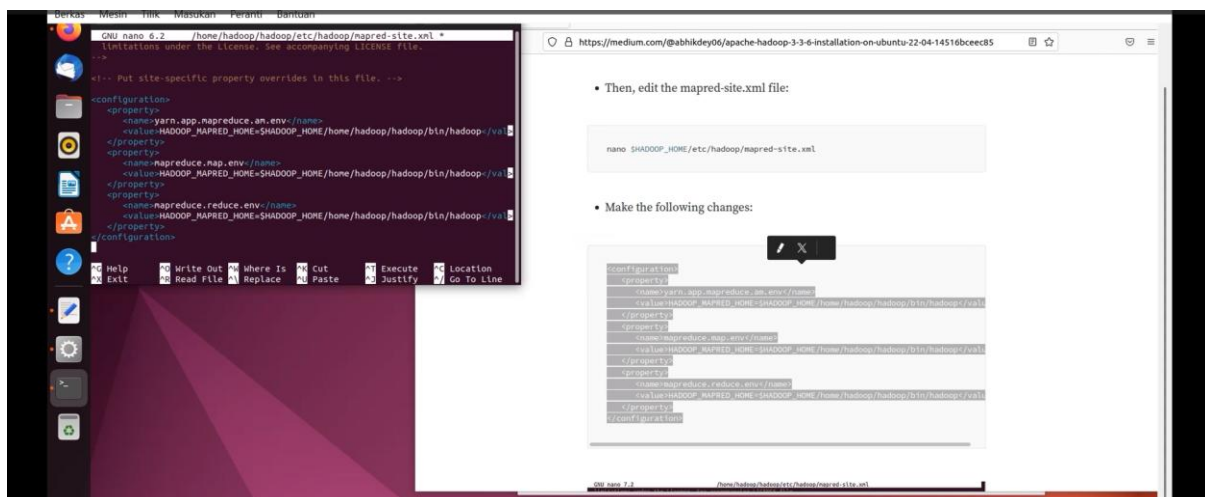 Berkas Mesin Tilik Masukan Peranti Bantuan
GNU nano 6.2 /home/hadoop/hadoop/etc/hadoop/mapred-site.xml *
limitations under the License. See accompanying LICENSE file.
-->
<!-- Put site-specific property overrides in this file. -->
<configuration>
<property>
<name>yarn.app.mapreduce.am.env</name>
<value>HADOOP_MAPRED_HOME=$HADOOP_HOME/home/hadoop/hadoop/bin/hadoop</val>
</property>
<property>
<name>mapreduce.map.env</name>
<value>HADOOP_MAPRED_HOME=$HADOOP_HOME/home/hadoop/hadoop/bin/hadoop</val>
</property>
<property>
<name>mapreduce.reduce.env</name>
<value>HADOOP_MAPRED_HOME=$HADOOP_HOME/home/hadoop/hadoop/bin/hadoop</val>
</property>
</configuration>
^G Help ^O Write Out ^W Where Is ^K Cut ^T Execute ^C Location
^X Exit ^R Read File ^\ Replace ^U Paste ^J Justify ^/ Go To Line
https://medium.com/@abhikdey06/apache-hadoop-3-3-6-installation-on-ubuntu-22-04-14516bceec85
• Then, edit the mapred-site.xml file:
nano $HADOOP_HOME/etc/hadoop/mapred-site.xml
• Make the following changes:
<configuration>
<property>
<name>yarn.app.mapreduce.am.env</name>
<value>HADOOP_MAPRED_HOME=$HADOOP_HOME/home/hadoop/hadoop/bin/hadoop</valu
</property>
<property>
<name>mapreduce.map.env</name>
<value>HADOOP_MAPRED_HOME=$HADOOP_HOME/home/hadoop/hadoop/bin/hadoop</valu
</property>
<property>
<name>mapreduce.reduce.env</name>
<value>HADOOP_MAPRED_HOME=$HADOOP_HOME/home/hadoop/hadoop/bin/hadoop</valu
</property>
</configuration>
GNU nano 7.2 /home/hadoop/hadoop/etc/hadoop/mapred-site.xml